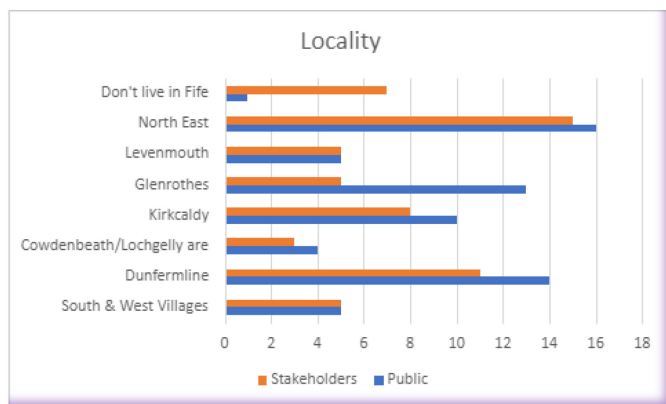 Locality
Don't live in Fife
North East
Levenmouth
Glenrothes
Kirkcaldy
Cowdenbeath/Lochgelly are
Dunfermline
South & West Villages
0 2 4 6 8 10 12 14 16 18
Stakeholders Public